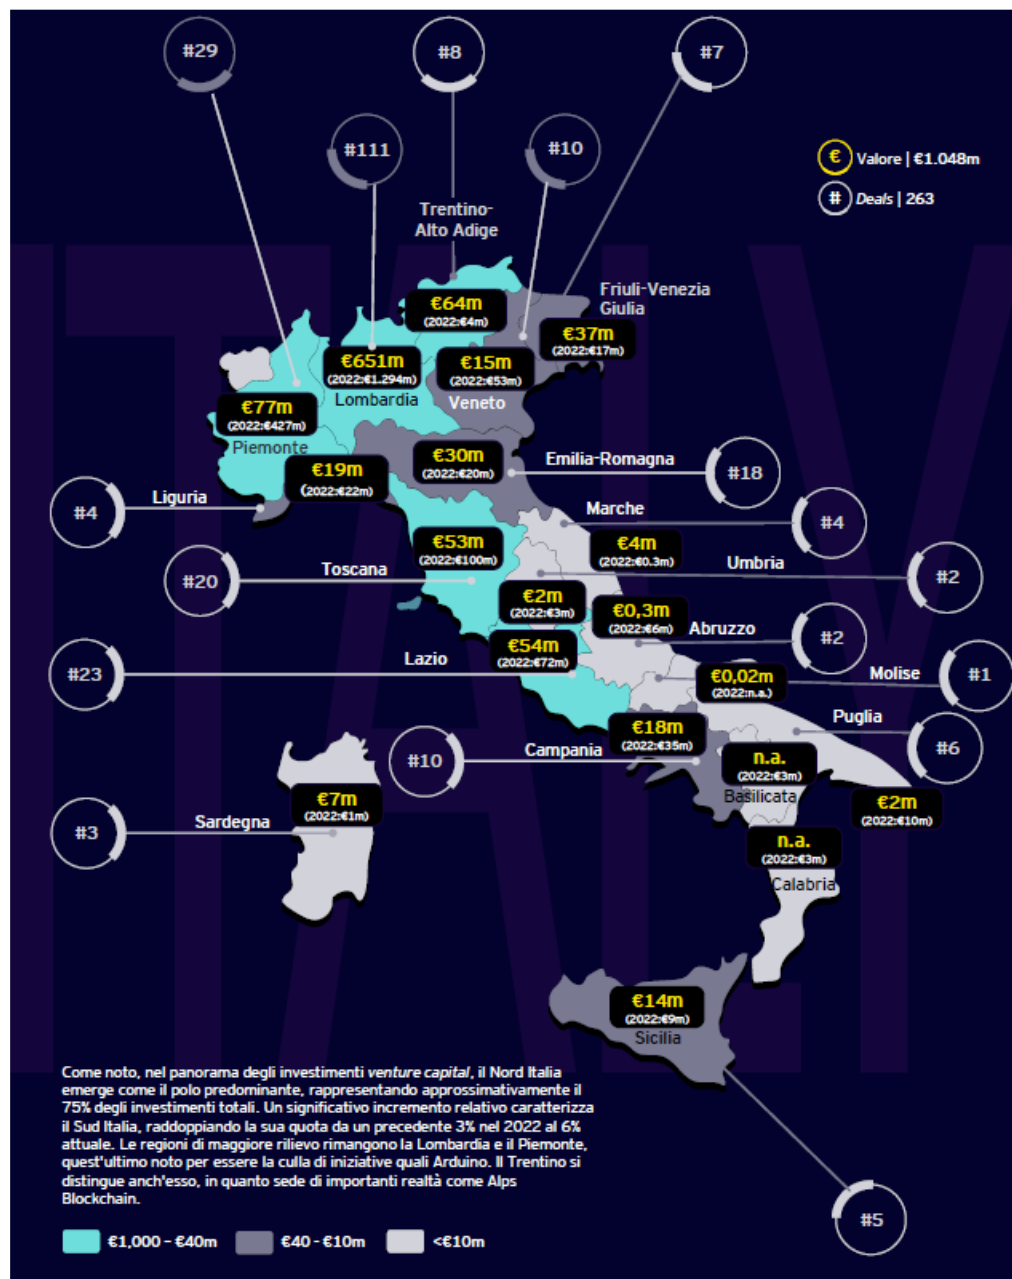 #29
#8
#7
#111
#10
€ Valore | €1.048m
# Deals | 263
Trentino-
Alto Adige
Friuli-Venezia
Giulia
€64m
(2022:€4m)
€37m
(2022:€17m)
€651m
(2022:€1.294m)
Lombardia
€15m
(2022:€53m)
Veneto
€77m
(2022:€427m)
Piemonte
€19m
(2022:€22m)
€30m
(2022:€20m)
Emilia-Romagna
#18
Liguria
#4
Marche
#4
€53m
(2022:€100m)
€4m
(2022:€0.3m)
Toscana
#20
Umbria
#2
€2m
(2022:€3m)
€0,3m
(2022:€6m)
Abruzzo
#2
€54m
(2022:€72m)
Lazio
#23
€0,02m
(2022:n.a.)
Molise
#1
€18m
(2022:€35m)
Puglia
#6
Campania
#10
n.a.
(2022:€3m)
Basilicata
€7m
(2022:€1m)
€2m
(2022:€10m)
Sardegna
#3
n.a.
(2022:€3m)
Calabria
€14m
(2022:€9m)
Sicilia
Come noto, nel panorama degli investimenti venture capital, il Nord Italia
emerge come il polo predominante, rappresentando approssimativamente il
75% degli investimenti totali. Un significativo incremento relativo caratterizza
il Sud Italia, raddoppiando la sua quota da un precedente 3% nel 2022 al 6%
attuale. Le regioni di maggiore rilievo rimangono la Lombardia e il Piemonte,
quest'ultimo noto per essere la culla di iniziative quali Arduino. Il Trentino si
distingue anch'esso, in quanto sede di importanti realtà come Alps
Blockchain.
#5
€1,000 – €40m
€40 – €10m
<€10m
ITALY